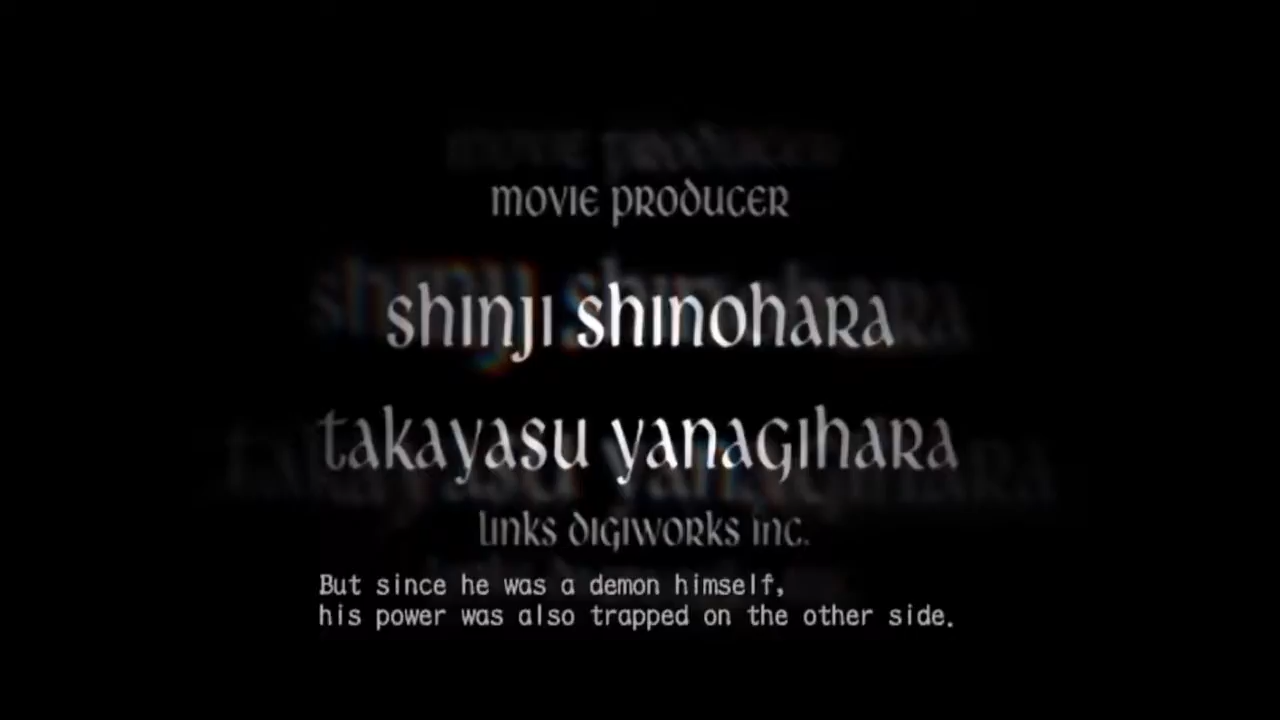 movie producer
shinji shinohara
takayasu yanagihara
links digiworks inc.
But since he was a demon himself,
his power was also trapped on the other side.